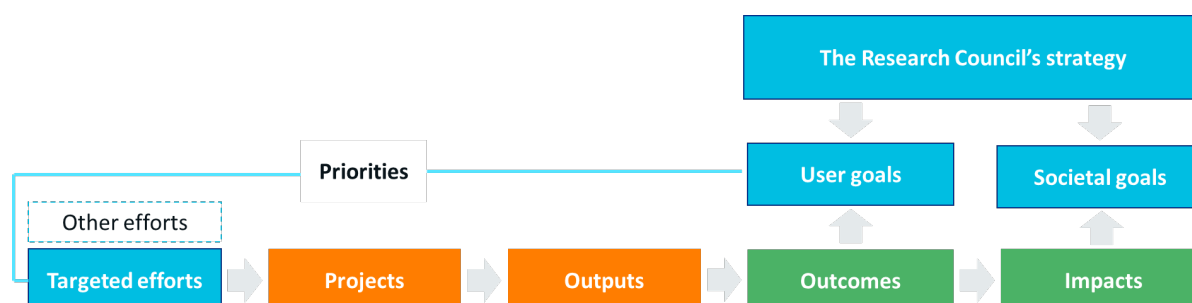 The Research Council's strategy
Priorities
User goals
Societal goals
Other efforts
Targeted efforts
Projects
Outputs
Outcomes
Impacts